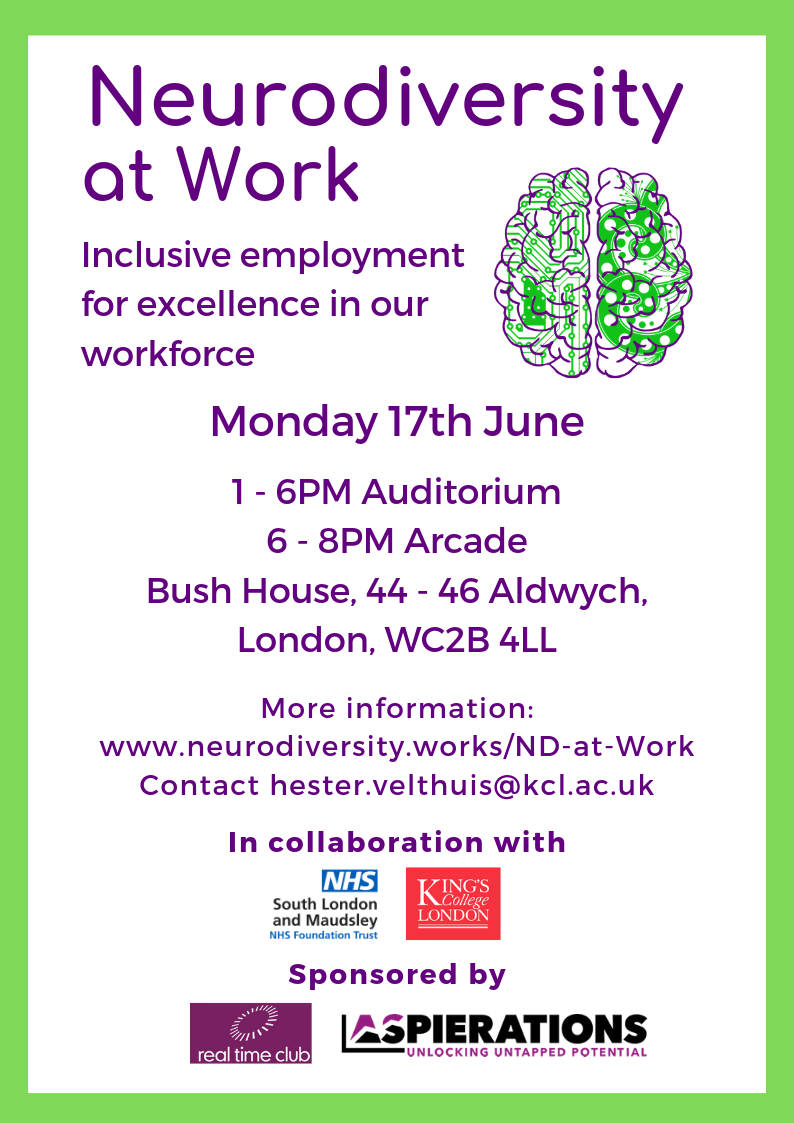 Neurodiversity
at Work
Inclusive employment
for excellence in our
workforce
Monday 17th June
1 - 6PM Auditorium
6 - 8PM Arcade
Bush House, 44 - 46 Aldwych,
London, WC2B 4LL
More information:
www.neurodiversity.works/ND-at-Work
Contact hester.velthuis@kcl.ac.uk
In collaboration with
NHS
South London
and Maudsley
NHS Foundation Trust
KING'S
College
LONDON
Sponsored by
real time club
ASPIERATIONS
UNLOCKING UNTAPPED POTENTIAL